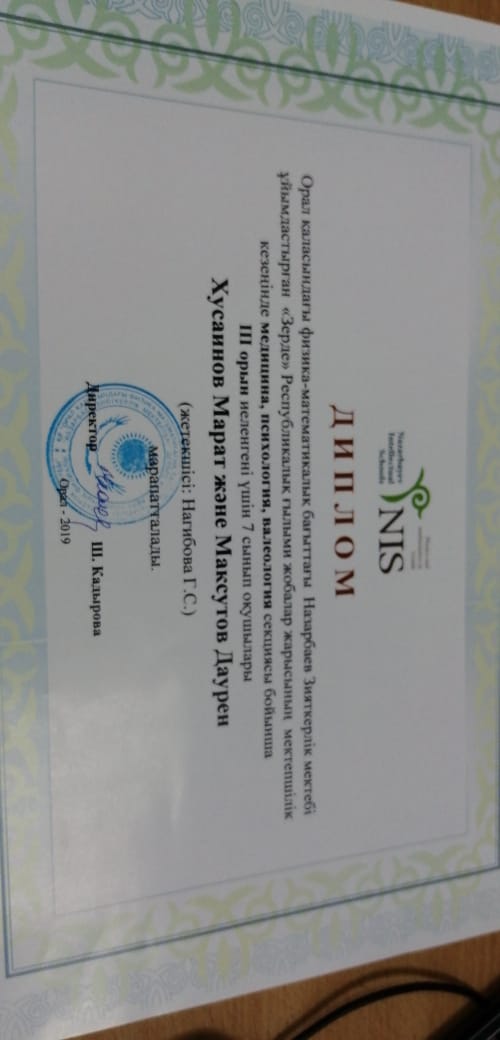 Nazarbayev
Intellectual
Schools
NIS
ДИПЛОМ
Орал қаласындағы физика-математикалық бағыттағы Назарбаев Зияткерлік мектебі
ұйымдастырған «Зерде» Республикалық ғылыми жобалар жарысының мектепшілік
кезеңінде медицина, психология, валеология секциясы бойынша
III орын иеленгені үшін 7 сынып оқушылары
Хусаинов Марат және Максутов Даурен
(жетекшісі: Нагибова Г.С.)
марапатталады.
Директор Ш. Кадырова
Орал - 2019